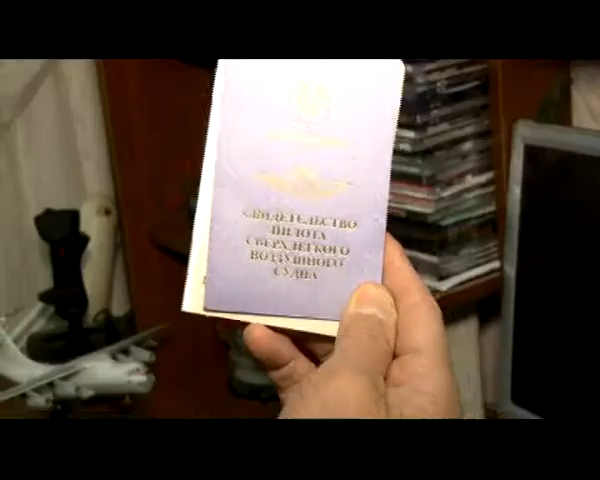 СВИДЕТЕЛЬСТВО
ПИЛОТА
СВЕРХЛЕГКОГО
ВОЗДУШНОГО
СУДНА